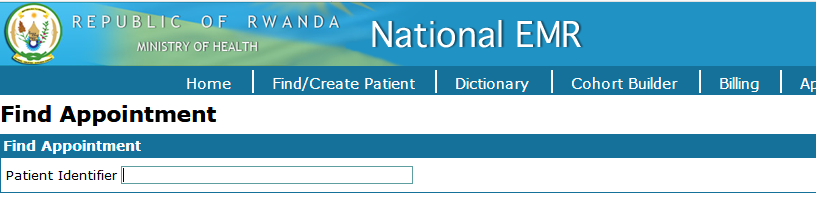 REPUBLIC OF RWANDA
MINISTRY OF HEALTH
National EMR
Home Find/Create Patient Dictionary Cohort Builder Billing Ap
Find Appointment
Find Appointment
Patient Identifier